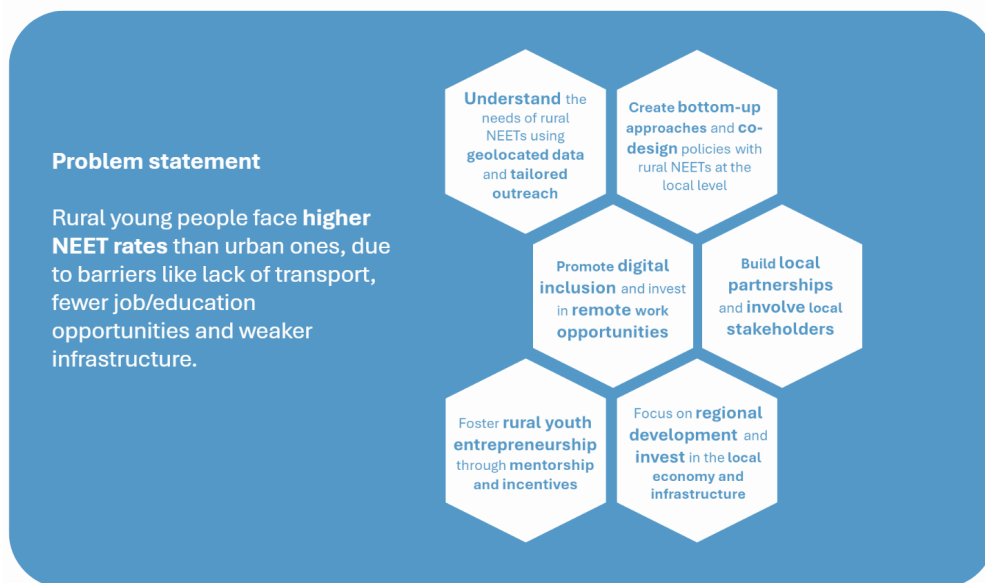 Problem statement
Rural young people face higher
NEET rates than urban ones, due
to barriers like lack of transport,
fewer job/education
opportunities and weaker
infrastructure.
Understand the
needs of rural
NEETs using
geolocated data
and tailored
outreach
Create bottom-up
approaches and co-
design policies with
rural NEETs at the
local level
Promote digital
inclusion and invest
in remote work
opportunities
Build local
partnerships
and involve local
stakeholders
Foster rural youth
entrepreneurship
through mentorship
and incentives
Focus on regional
development and
invest in the local
economy and
infrastructure